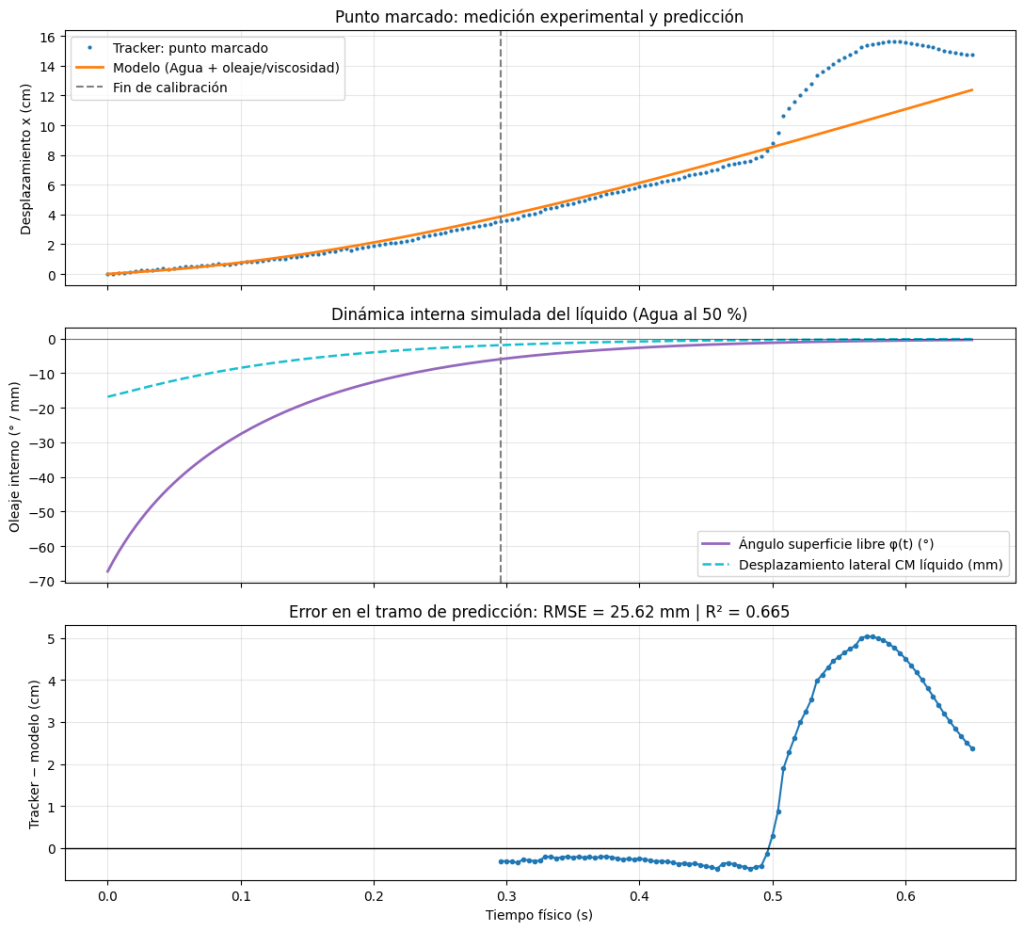 Punto marcado: medición experimental y predicción
Tracker: punto marcado
Modelo (Agua + oleaje/viscosidad)
Fin de calibración
Desplazamiento x (cm)
16
14
12
10
8
6
4
2
0
Dinámica interna simulada del líquido (Agua al 50 %)
Oleaje interno (° / mm)
0
−10
−20
−30
−40
−50
−60
−70
Ángulo superficie libre φ(t) (°)
Desplazamiento lateral CM líquido (mm)
Error en el tramo de predicción: RMSE = 25.62 mm | R² = 0.665
Tracker − modelo (cm)
5
4
3
2
1
0
0.0 0.1 0.2 0.3 0.4 0.5 0.6
Tiempo físico (s)